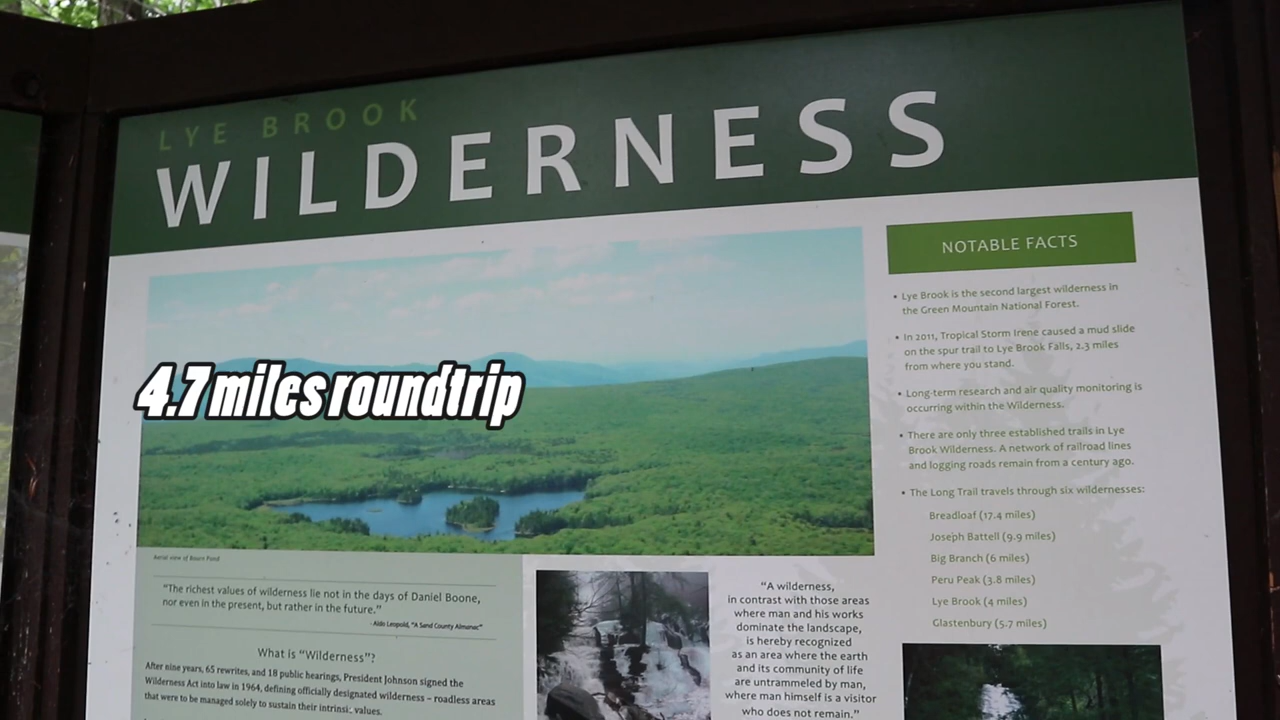 LYE BROOK
WILDERNESS
4.7 miles roundtrip
Aerial view of Bourn Pond
"The richest values of wilderness lie not in the days of Daniel Boone,
nor even in the present, but rather in the future."
- Aldo Leopold, "A Sand County Almanac"
What is "Wilderness"?
After nine years, 65 rewrites, and 18 public hearings, President Johnson signed the
Wilderness Act into law in 1964, defining officially designated wilderness – roadless areas
that were to be managed solely to sustain their intrinsic values.
"A wilderness,
in contrast with those areas
where man and his works
dominate the landscape,
is hereby recognized
as an area where the earth
and its community of life
are untrammeled by man,
where man himself is a visitor
who does not remain."
NOTABLE FACTS
• Lye Brook is the second largest wilderness in
the Green Mountain National Forest.
• In 2011, Tropical Storm Irene caused a mud slide
on the spur trail to Lye Brook Falls, 2.3 miles
from where you stand.
• Long-term research and air quality monitoring is
occurring within the Wilderness.
• There are only three established trails in Lye
Brook Wilderness. A network of railroad lines
and logging roads remain from a century ago.
• The Long Trail travels through six wildernesses:
Breadloaf (17.4 miles)
Joseph Battell (9.9 miles)
Big Branch (6 miles)
Peru Peak (3.8 miles)
Lye Brook (4 miles)
Glastenbury (5.7 miles)